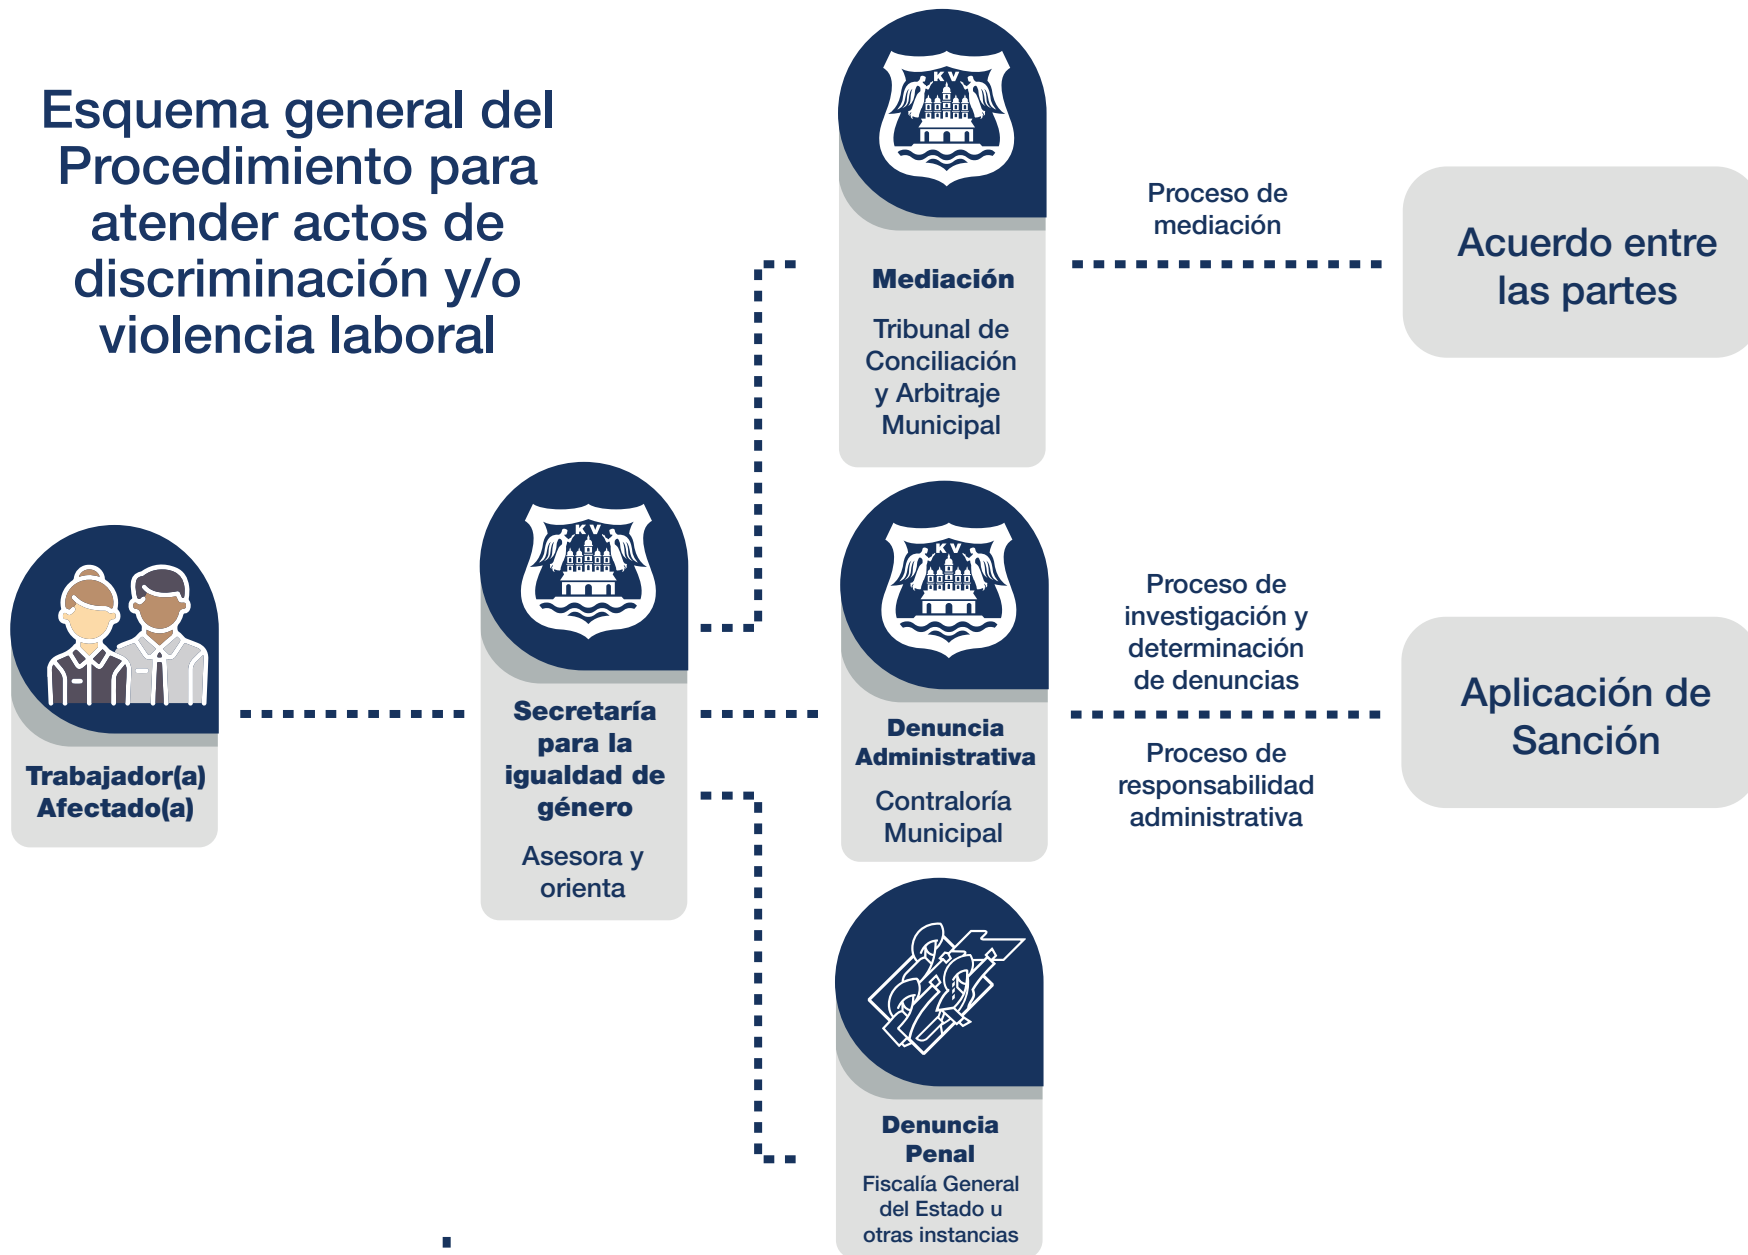 Esquema general del
Procedimiento para
atender actos de
discriminación y/o
violencia laboral
Trabajador(a)
Afectado(a)
KV
Secretaría
para la
igualdad de
género
Asesora y
orienta
KV
Mediación
Tribunal de
Conciliación
y Arbitraje
Municipal
Proceso de
mediación
Acuerdo entre
las partes
KV
Denuncia
Administrativa
Contraloría
Municipal
Proceso de
investigación y
determinación
de denuncias
Proceso de
responsabilidad
administrativa
Aplicación de
Sanción
Denuncia
Penal
Fiscalía General
del Estado u
otras instancias